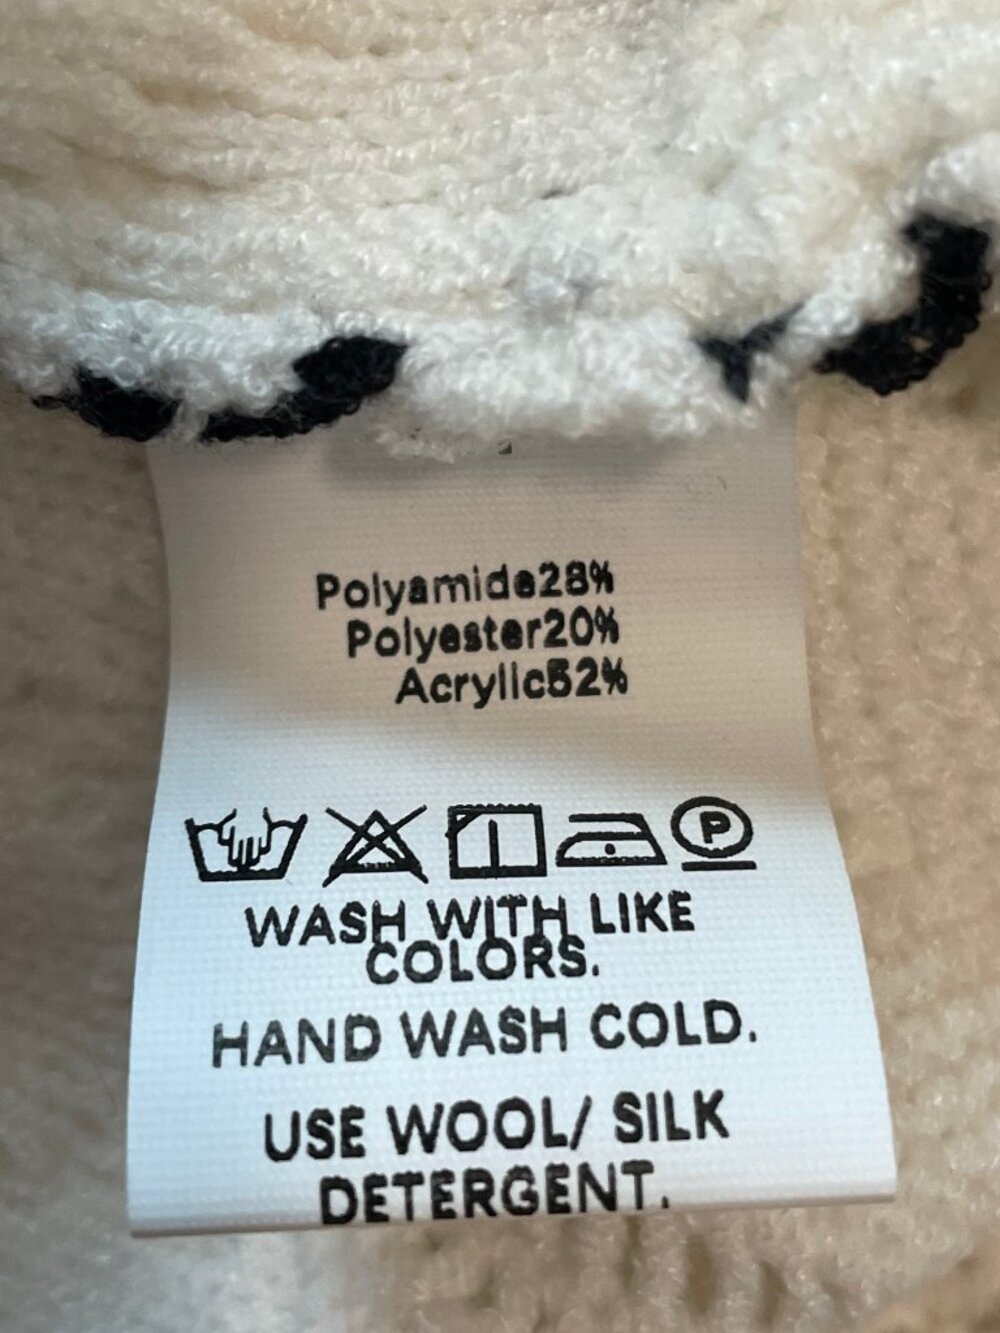 Polyamide28%
Polyester20%
Acrylic52%
P
WASH WITH LIKE
COLORS.
HAND WASH COLD.
USE WOOL/ SILK
DETERGENT.